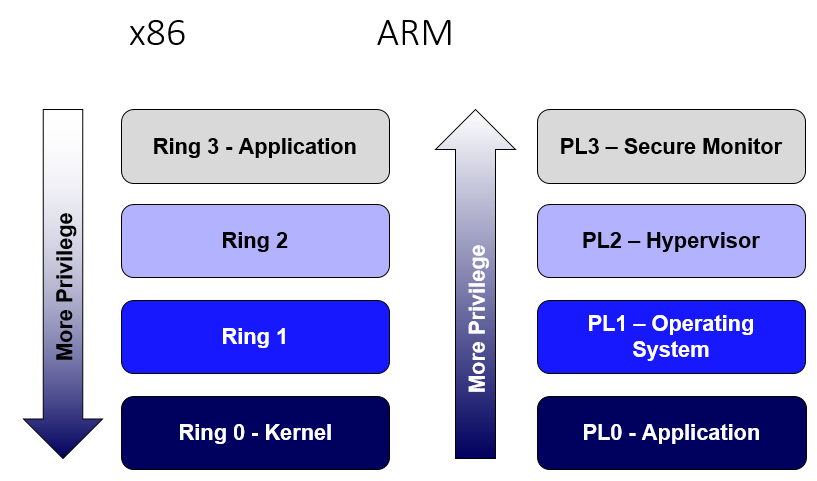 x86
ARM
More Privilege
Ring 3 - Application
Ring 2
Ring 1
Ring 0 - Kernel
More Privilege
PL3 – Secure Monitor
PL2 – Hypervisor
PL1 – Operating
System
PL0 - Application